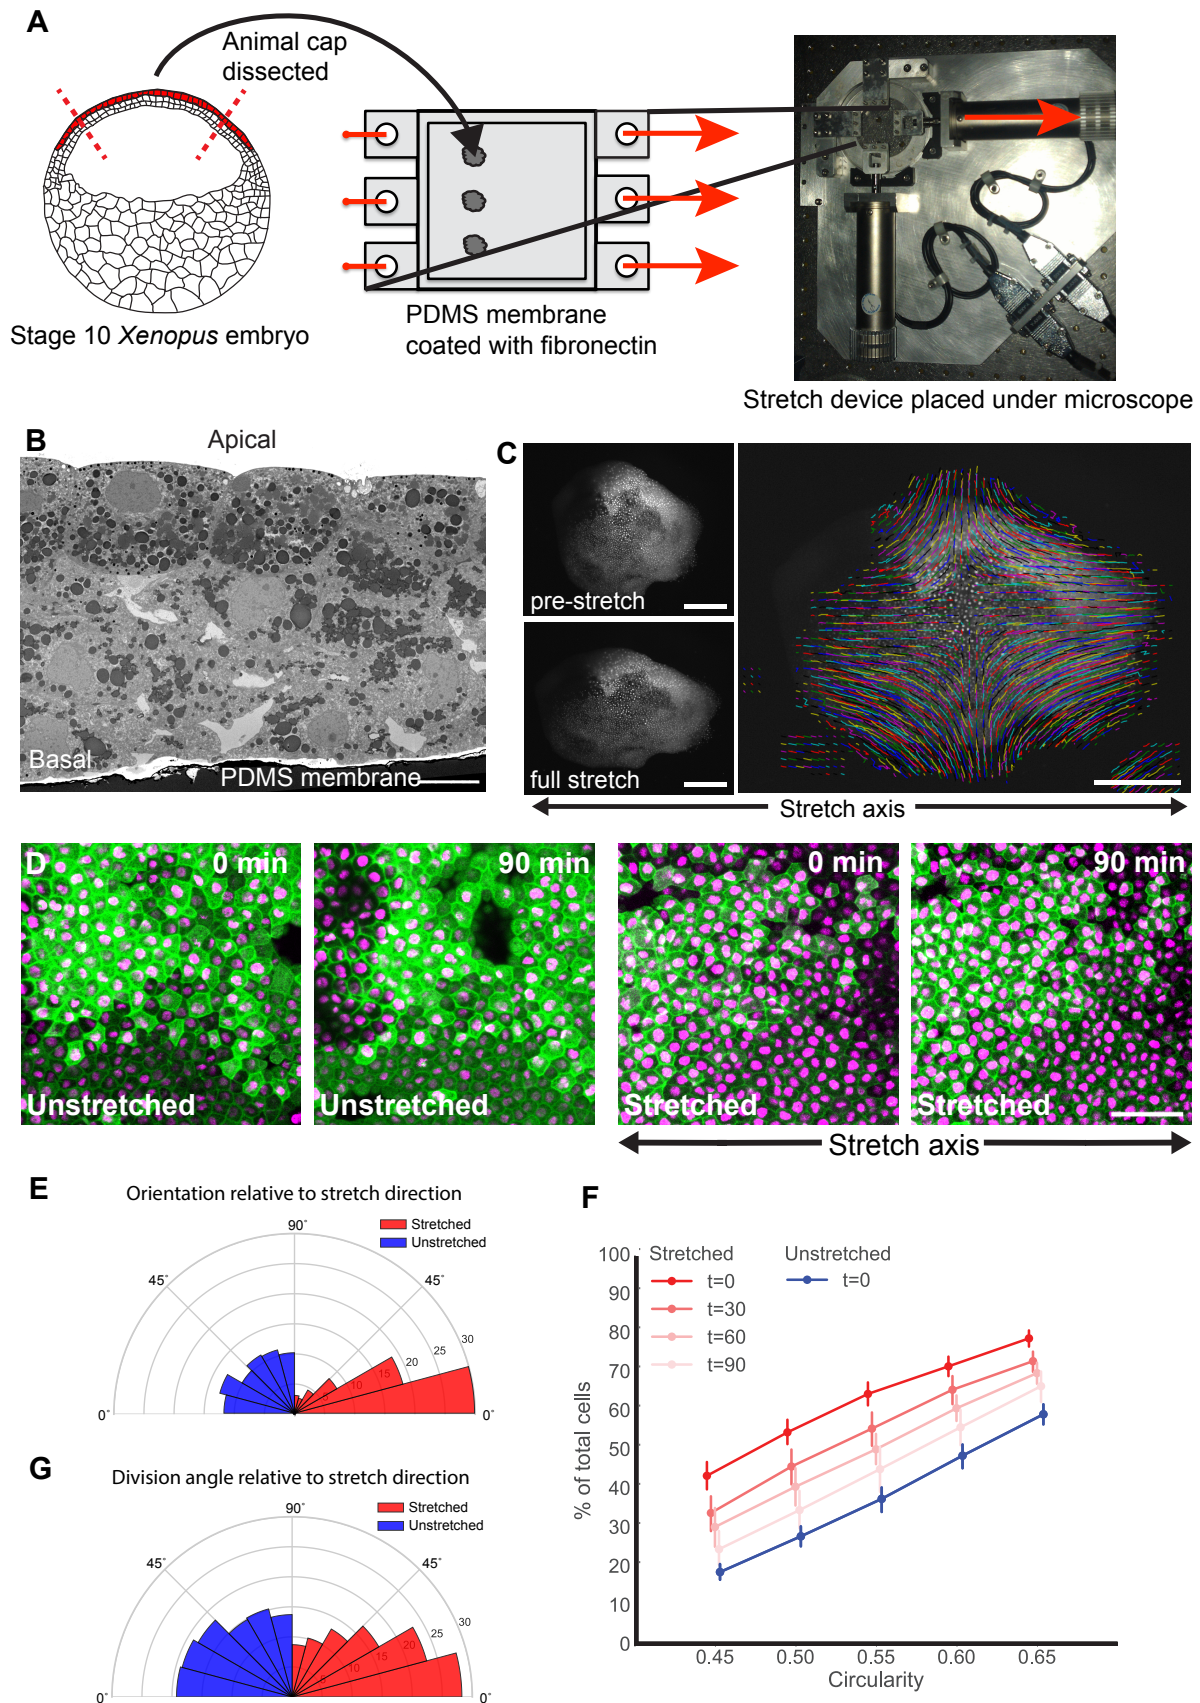 A
Animal cap
dissected
Stage 10 Xenopus embryo
PDMS membrane
coated with fibronectin
Stretch device placed under microscope
B
Apical
Basal
PDMS membrane
C
pre-stretch
full stretch
Stretch axis
D
0 min
Unstretched
90 min
Unstretched
0 min
Stretched
90 min
Stretched
Stretch axis
E
Orientation relative to stretch direction
Stretched
Unstretched
90°
45°
45°
0°
0°
5
10
15
20
25
30
F
Stretched
t=0
t=30
t=60
t=90
Unstretched
t=0
% of total cells
100
90
80
70
60
50
40
30
20
10
0
0.45
0.50
0.55
0.60
0.65
Circularity
G
Division angle relative to stretch direction
Stretched
Unstretched
90°
45°
45°
0°
0°
5
10
15
20
25
30